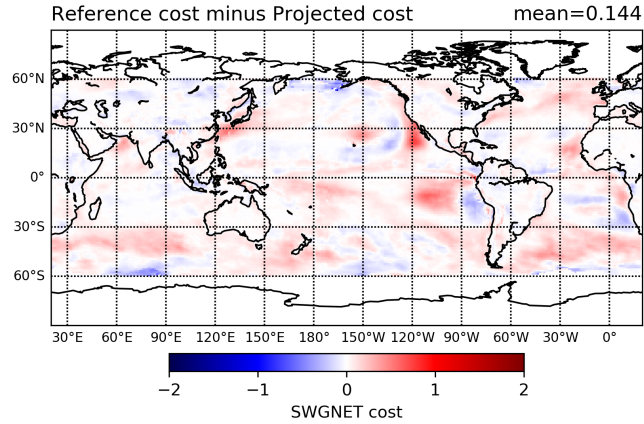 Reference cost minus Projected cost mean=0.144
60°N
30°N
0°
30°S
60°S
30°E 60°E 90°E 120°E 150°E 180° 150°W 120°W 90°W 60°W 30°W 0°
−2 −1 0 1 2
SWGNET cost